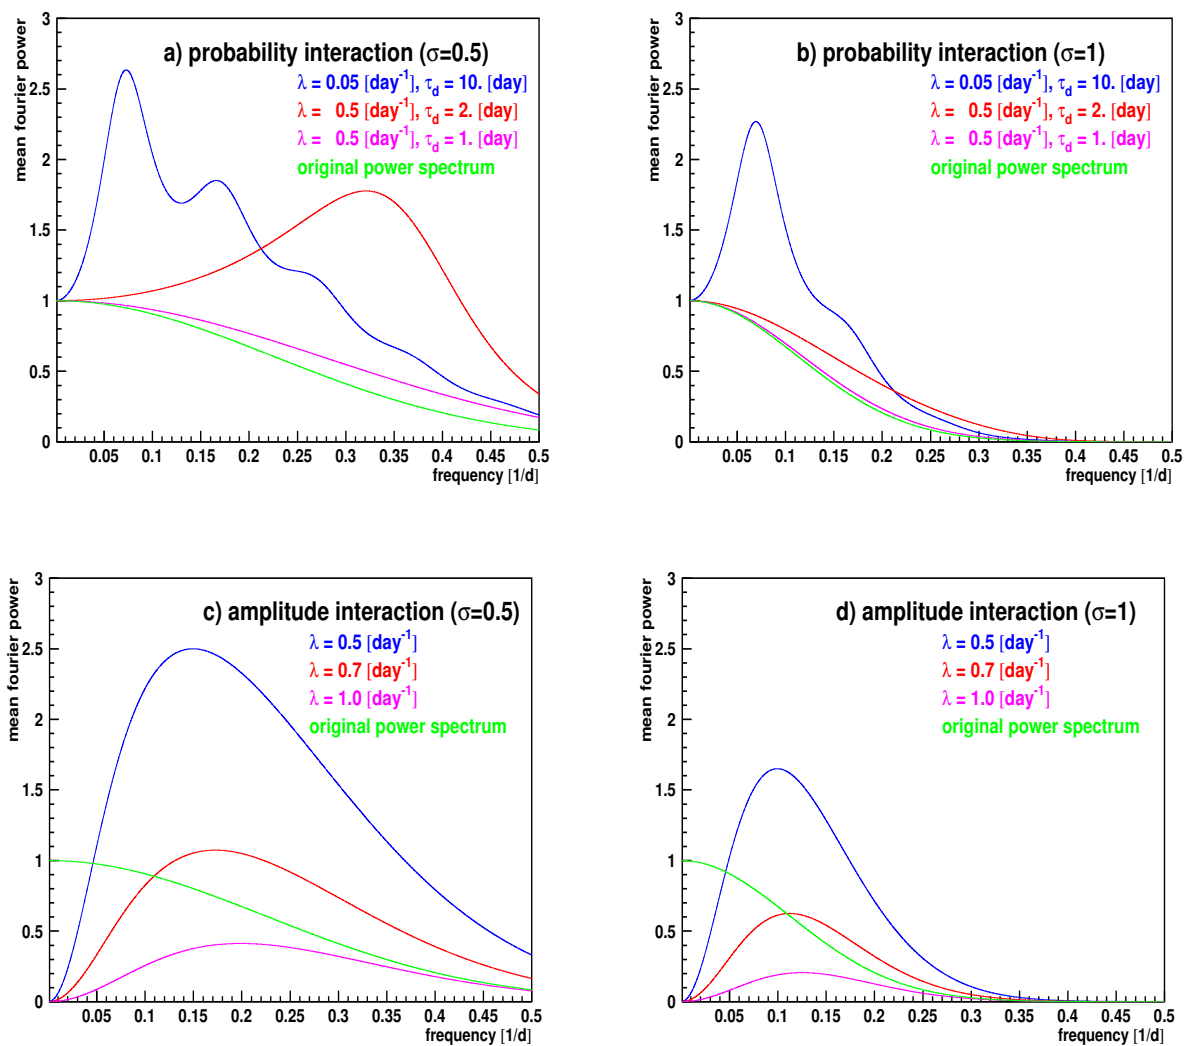 a) probability interaction (σ=0.5)
λ = 0.05 [day⁻¹], τd = 10. [day]
λ = 0.5 [day⁻¹], τd = 2. [day]
λ = 0.5 [day⁻¹], τd = 1. [day]
original power spectrum
mean fourier power
3
2.5
2
1.5
1
0.5
0
0.05 0.1 0.15 0.2 0.25 0.3 0.35 0.4 0.45 0.5
frequency [1/d]
b) probability interaction (σ=1)
λ = 0.05 [day⁻¹], τd = 10. [day]
λ = 0.5 [day⁻¹], τd = 2. [day]
λ = 0.5 [day⁻¹], τd = 1. [day]
original power spectrum
mean fourier power
3
2.5
2
1.5
1
0.5
0
0.05 0.1 0.15 0.2 0.25 0.3 0.35 0.4 0.45 0.5
frequency [1/d]
c) amplitude interaction (σ=0.5)
λ = 0.5 [day⁻¹]
λ = 0.7 [day⁻¹]
λ = 1.0 [day⁻¹]
original power spectrum
mean fourier power
3
2.5
2
1.5
1
0.5
0
0.05 0.1 0.15 0.2 0.25 0.3 0.35 0.4 0.45 0.5
frequency [1/d]
d) amplitude interaction (σ=1)
λ = 0.5 [day⁻¹]
λ = 0.7 [day⁻¹]
λ = 1.0 [day⁻¹]
original power spectrum
mean fourier power
3
2.5
2
1.5
1
0.5
0
0.05 0.1 0.15 0.2 0.25 0.3 0.35 0.4 0.45 0.5
frequency [1/d]